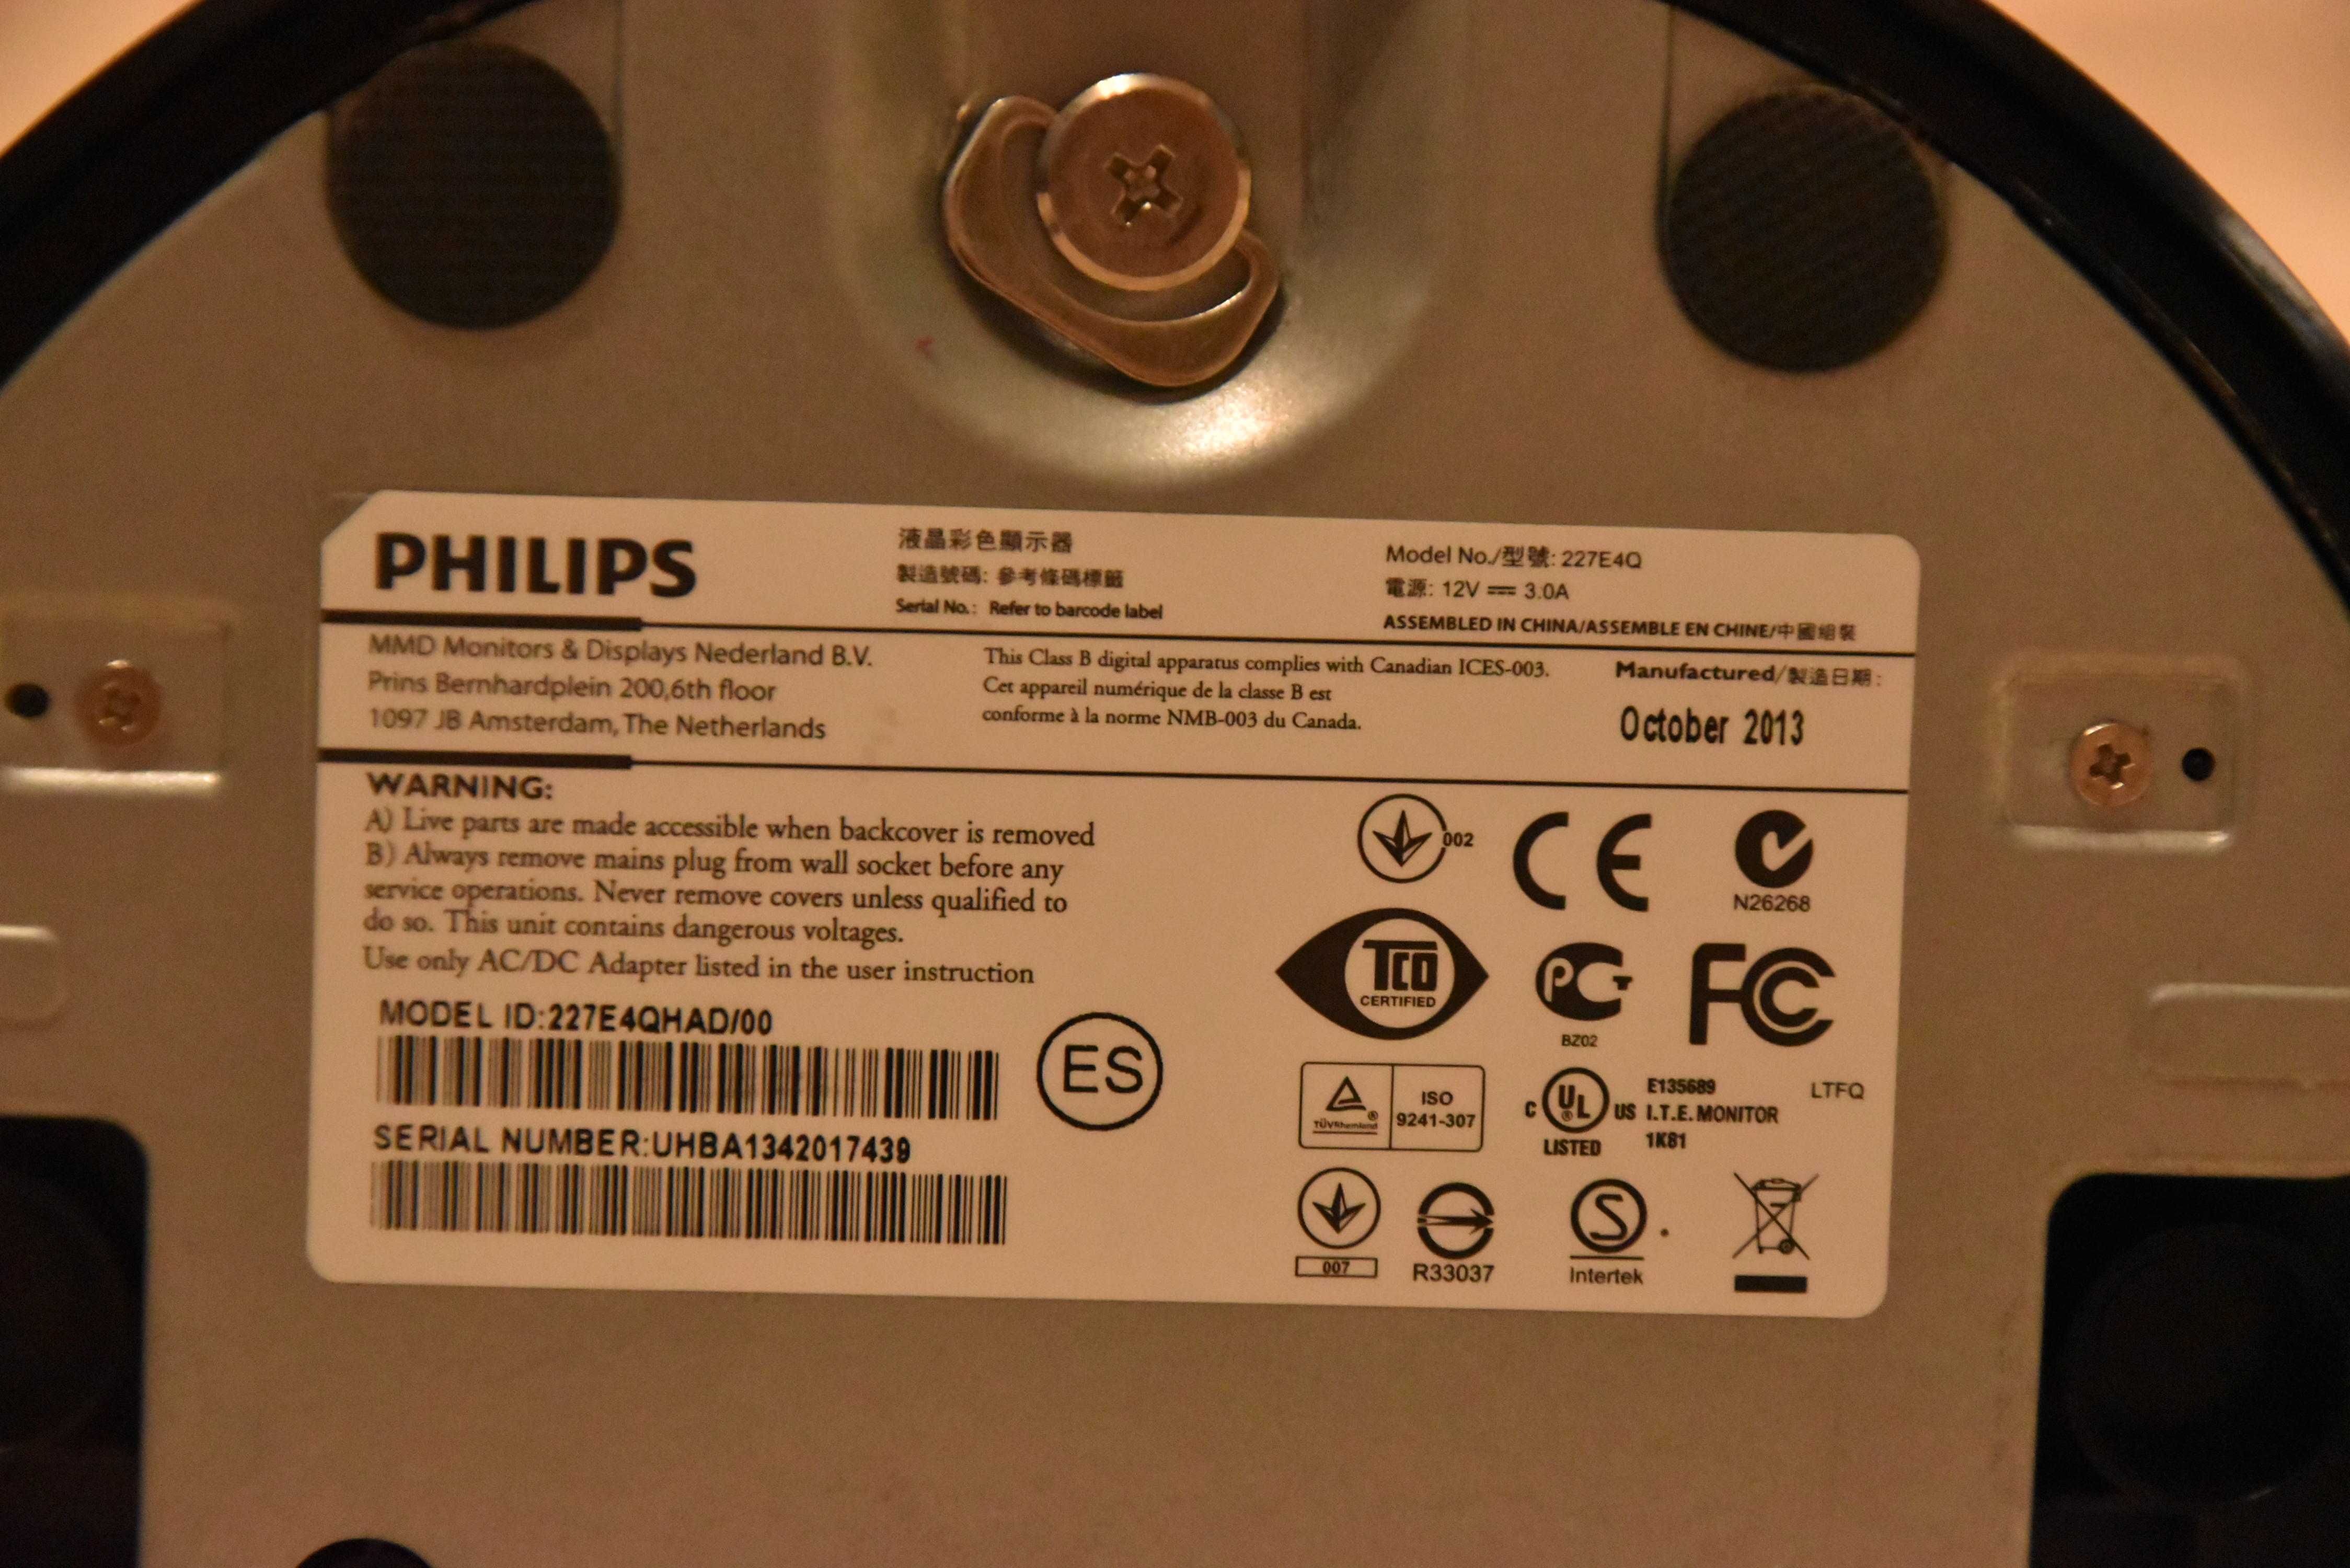 PHILIPS
液晶彩色顯示器
製造號碼: 參考條碼標籤
Serial No.: Refer to barcode label
Model No./型號: 227E4Q
電源: 12V ⎓ 3.0A
ASSEMBLED IN CHINA/ASSEMBLE EN CHINE/中國組裝
MMD Monitors & Displays Nederland B.V.
Prins Bernhardplein 200,6th floor
1097 JB Amsterdam, The Netherlands
This Class B digital apparatus complies with Canadian ICES-003.
Cet appareil numérique de la classe B est
conforme à la norme NMB-003 du Canada.
Manufactured/製造日期:
October 2013
WARNING:
A) Live parts are made accessible when backcover is removed
B) Always remove mains plug from wall socket before any
service operations. Never remove covers unless qualified to
do so. This unit contains dangerous voltages.
Use only AC/DC Adapter listed in the user instruction
MODEL ID:227E4QHAD/00
SERIAL NUMBER:UHBA1342017439
ES
002
CE
N26268
TCO
CERTIFIED
PCT
BZ02
FC
TÜVRheinland®
ISO
9241-307
C UL® US
LISTED
E135689
I.T.E. MONITOR
1K81
LTFQ
007
R33037
S
Intertek